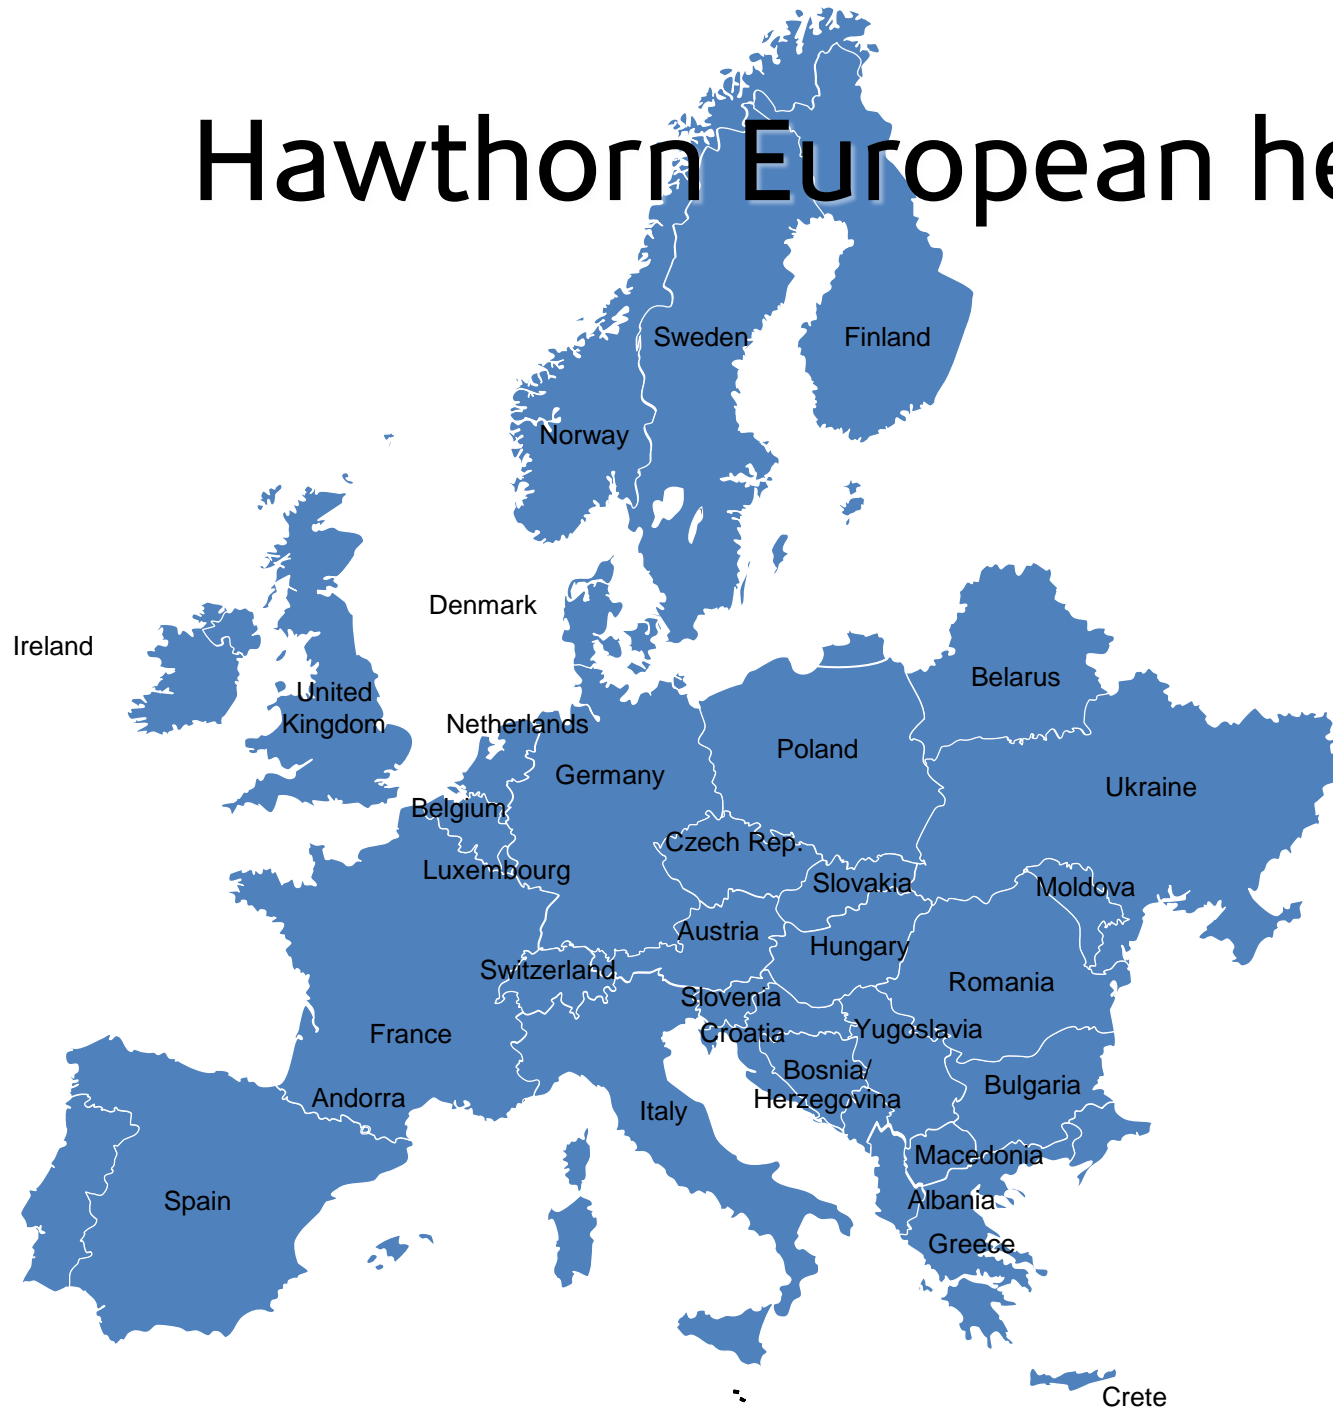 Hawthorn European he
Sweden
Finland
Norway
Denmark
Ireland
Belarus
United
Kingdom
Netherlands
Poland
Germany
Ukraine
Belgium
Czech Rep.
Luxembourg
Slovakia
Moldova
Austria
Hungary
Switzerland
Romania
Slovenia
Yugoslavia
Croatia
France
Bosnia/
Herzegovina
Bulgaria
Andorra
Italy
Macedonia
Spain
Albania
Greece
Crete